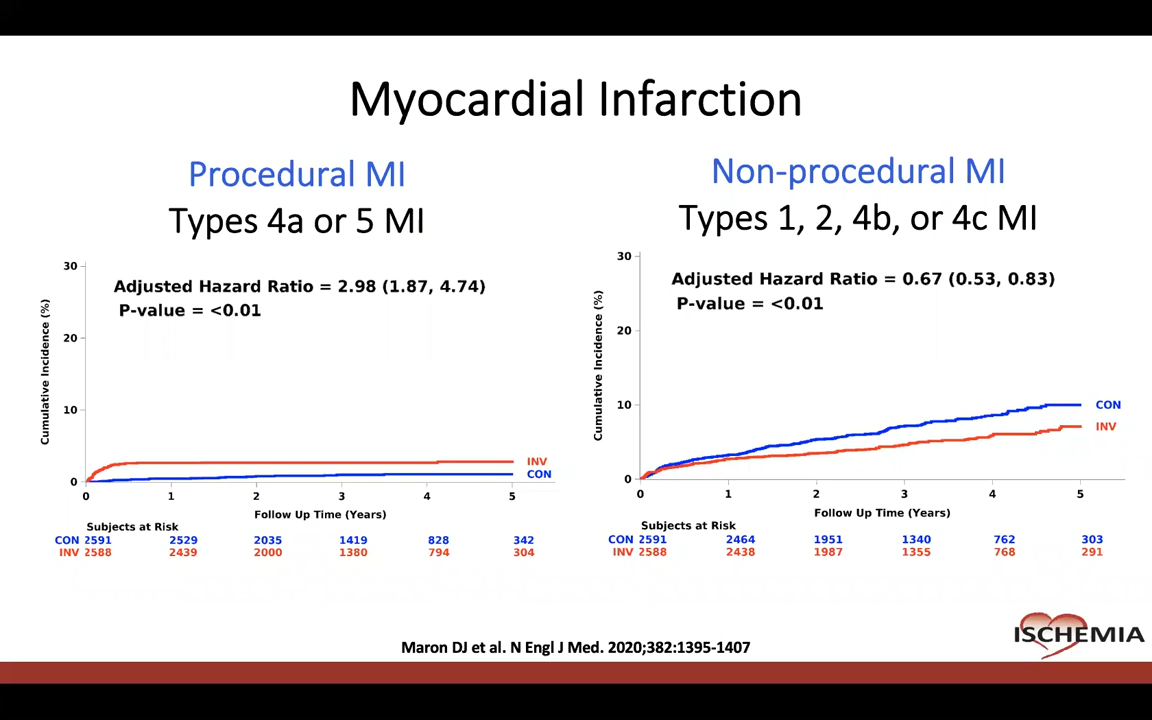 Myocardial Infarction
Procedural MI
Types 4a or 5 MI
Adjusted Hazard Ratio = 2.98 (1.87, 4.74)
P-value = <0.01
Cumulative Incidence (%)
30
20
10
0
INV
CON
0 1 2 3 4 5
Follow Up Time (Years)
Subjects at Risk
CON 2591 2529 2035 1419 828 342
INV 2588 2439 2000 1380 794 304
Non-procedural MI
Types 1, 2, 4b, or 4c MI
Adjusted Hazard Ratio = 0.67 (0.53, 0.83)
P-value = <0.01
Cumulative Incidence (%)
30
20
10
0
CON
INV
0 1 2 3 4 5
Follow Up Time (Years)
Subjects at Risk
CON 2591 2464 1951 1340 762 303
INV 2588 2438 1987 1355 768 291
ISCHEMIA
Maron DJ et al. N Engl J Med. 2020;382:1395-1407